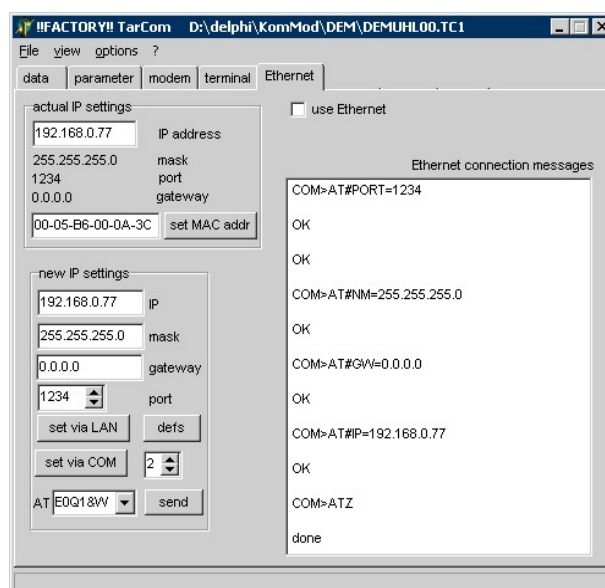 !!FACTORY!! TarCom D:\delphi\KomMod\DEM\DEMUHL00.TC1
File view options ?
data parameter modem terminal Ethernet
actual IP settings
192.168.0.77 IP address
255.255.255.0 mask
1234 port
0.0.0.0 gateway
00-05-B6-00-0A-3C set MAC addr
new IP settings
192.168.0.77 IP
255.255.255.0 mask
0.0.0.0 gateway
1234 port
set via LAN defs
set via COM 2
AT E0Q1&W send
use Ethernet
Ethernet connection messages
COM>AT#PORT=1234
OK
OK
COM>AT#NM=255.255.255.0
OK
COM>AT#GW=0.0.0.0
OK
COM>AT#IP=192.168.0.77
OK
COM>ATZ
done